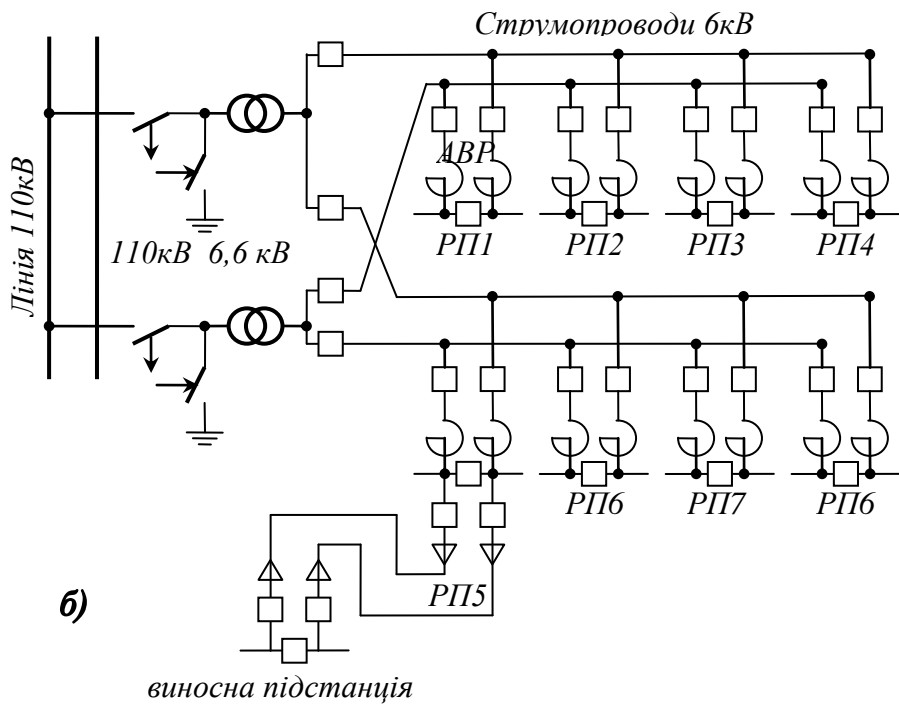 Струмопроводи 6кВ
АВР
Лінія 110кВ
110кВ 6,6 кВ
РП1 РП2 РП3 РП4
РП6 РП7 РП6
РП5
б)
виносна підстанція